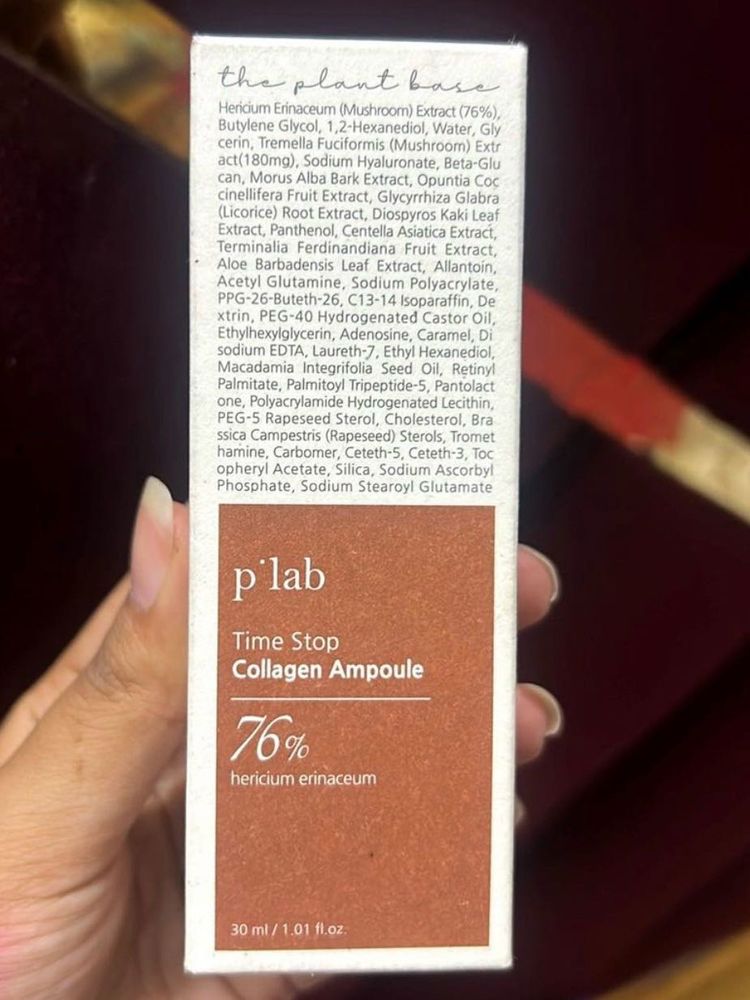 the plant base
Hericium Erinaceum (Mushroom) Extract (76%),
Butylene Glycol, 1,2-Hexanediol, Water, Gly
cerin, Tremella Fuciformis (Mushroom) Extr
act(180mg), Sodium Hyaluronate, Beta-Glu
can, Morus Alba Bark Extract, Opuntia Coc
cinellifera Fruit Extract, Glycyrrhiza Glabra
(Licorice) Root Extract, Diospyros Kaki Leaf
Extract, Panthenol, Centella Asiatica Extract,
Terminalia Ferdinandiana Fruit Extract,
Aloe Barbadensis Leaf Extract, Allantoin,
Acetyl Glutamine, Sodium Polyacrylate,
PPG-26-Buteth-26, C13-14 Isoparaffin, De
xtrin, PEG-40 Hydrogenated Castor Oil,
Ethylhexylglycerin, Adenosine, Caramel, Di
sodium EDTA, Laureth-7, Ethyl Hexanediol,
Macadamia Integrifolia Seed Oil, Retinyl
Palmitate, Palmitoyl Tripeptide-5, Pantolact
one, Polyacrylamide Hydrogenated Lecithin,
PEG-5 Rapeseed Sterol, Cholesterol, Bra
ssica Campestris (Rapeseed) Sterols, Tromet
hamine, Carbomer, Ceteth-5, Ceteth-3, Toc
opheryl Acetate, Silica, Sodium Ascorbyl
Phosphate, Sodium Stearoyl Glutamate
p·lab
Time Stop
Collagen Ampoule
76%
hericium erinaceum
30 ml / 1.01 fl.oz.